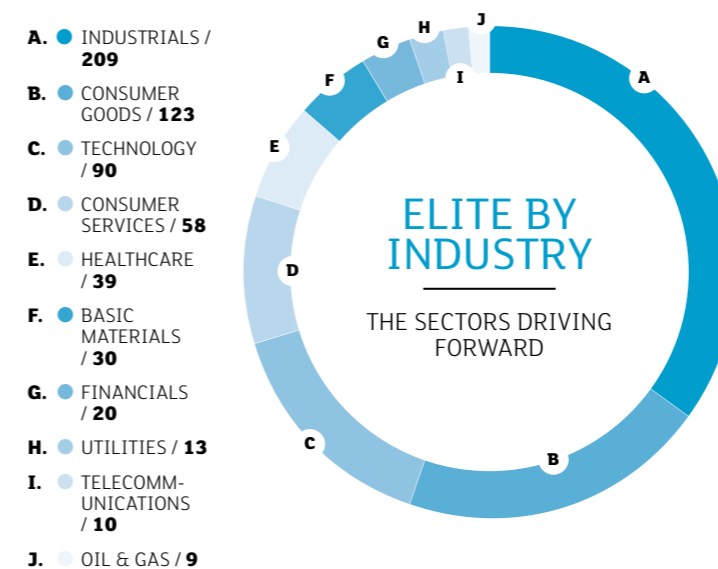 A. INDUSTRIALS /
209
B. CONSUMER
GOODS / 123
C. TECHNOLOGY
/ 90
D. CONSUMER
SERVICES / 58
E. HEALTHCARE
/ 39
F. BASIC
MATERIALS
/ 30
G. FINANCIALS
/ 20
H. UTILITIES / 13
I. TELECOMM-
UNICATIONS
/ 10
J. OIL & GAS / 9
J
H
G
I
A
F
E
ELITE BY
INDUSTRY
D
THE SECTORS DRIVING
FORWARD
C
B